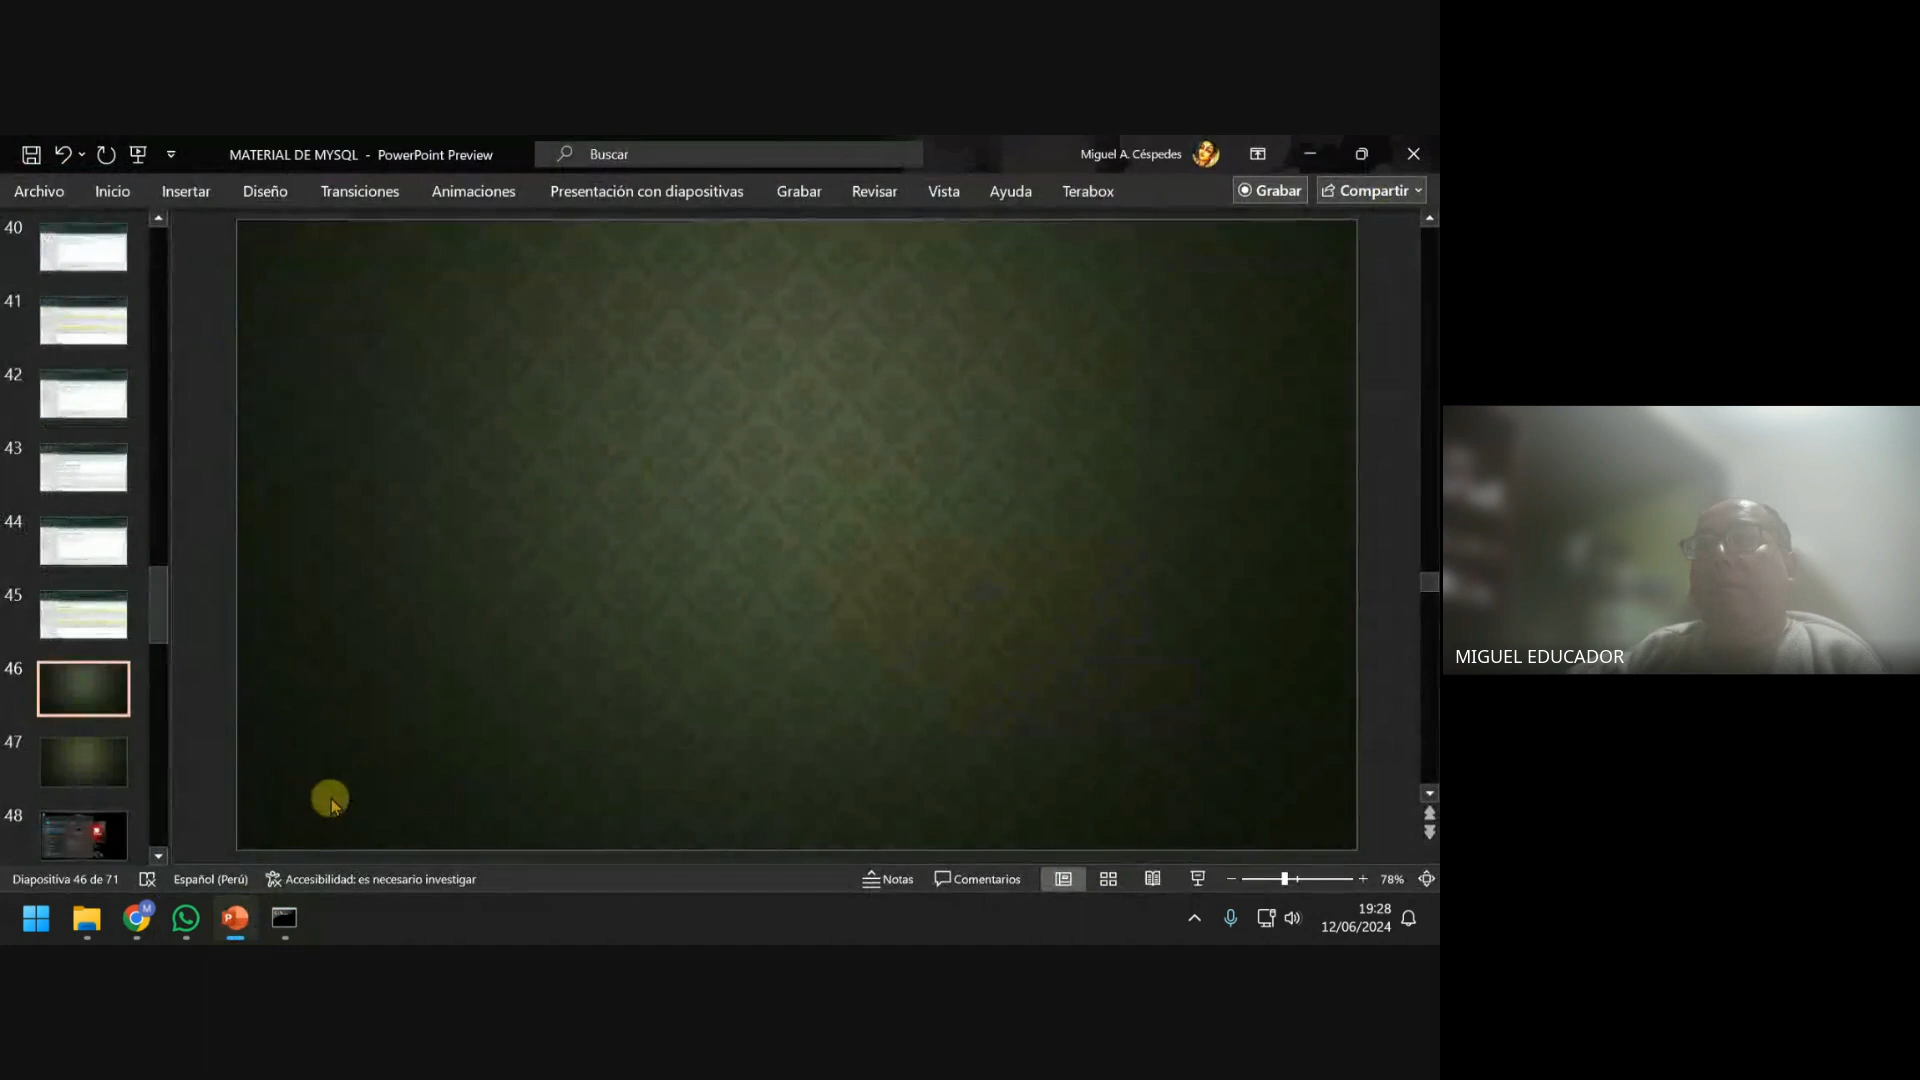 MATERIAL DE MYSQL - PowerPoint Preview
Buscar
Miguel A. Céspedes
Archivo Inicio Insertar Diseño Transiciones Animaciones Presentación con diapositivas Grabar Revisar Vista Ayuda Terabox Grabar Compartir
40
41
42
43
44
45
46
47
48
MIGUEL EDUCADOR
Diapositiva 46 de 71 Español (Perú) Accesibilidad: es necesario investigar Notas Comentarios 78%
M
P
19:28
12/06/2024